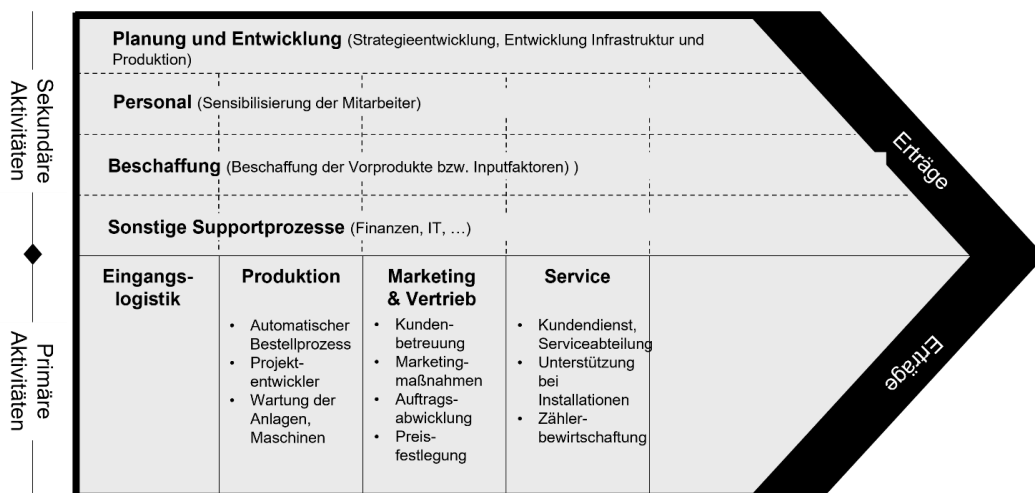 Planung und Entwicklung (Strategieentwicklung, Entwicklung Infrastruktur und
Produktion)
Personal (Sensibilisierung der Mitarbeiter)
Beschaffung (Beschaffung der Vorprodukte bzw. Inputfaktoren) )
Sonstige Supportprozesse (Finanzen, IT, …)
Sekundäre
Aktivitäten
Primäre
Aktivitäten
Eingangs-
logistik
Produktion
• Automatischer
Bestellprozess
• Projekt-
entwickler
• Wartung der
Anlagen,
Maschinen
Marketing
& Vertrieb
• Kunden-
betreuung
• Marketing-
maßnahmen
• Auftrags-
abwicklung
• Preis-
festlegung
Service
• Kundendienst,
Serviceabteilung
• Unterstützung
bei
Installationen
• Zähler-
bewirtschaftung
Erträge
Erträge